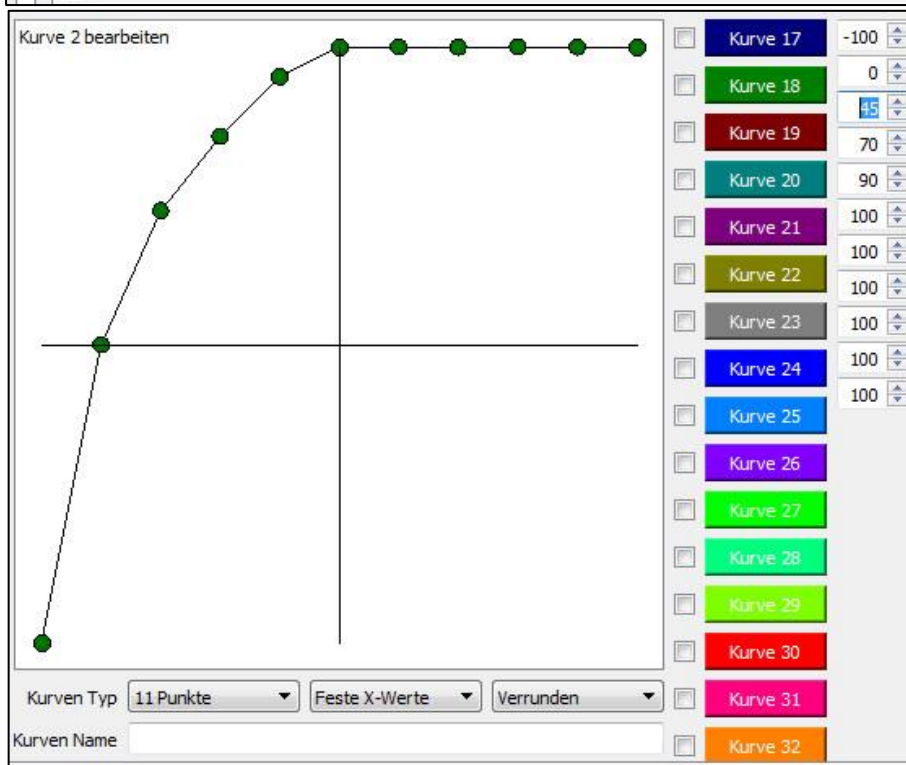 Kurve 2 bearbeiten
Kurve 17
Kurve 18
Kurve 19
Kurve 20
Kurve 21
Kurve 22
Kurve 23
Kurve 24
Kurve 25
Kurve 26
Kurve 27
Kurve 28
Kurve 29
Kurve 30
Kurve 31
Kurve 32
-100
0
45
70
90
100
100
100
100
100
100
Kurven Typ 11 Punkte Feste X-Werte Verrunden
Kurven Name